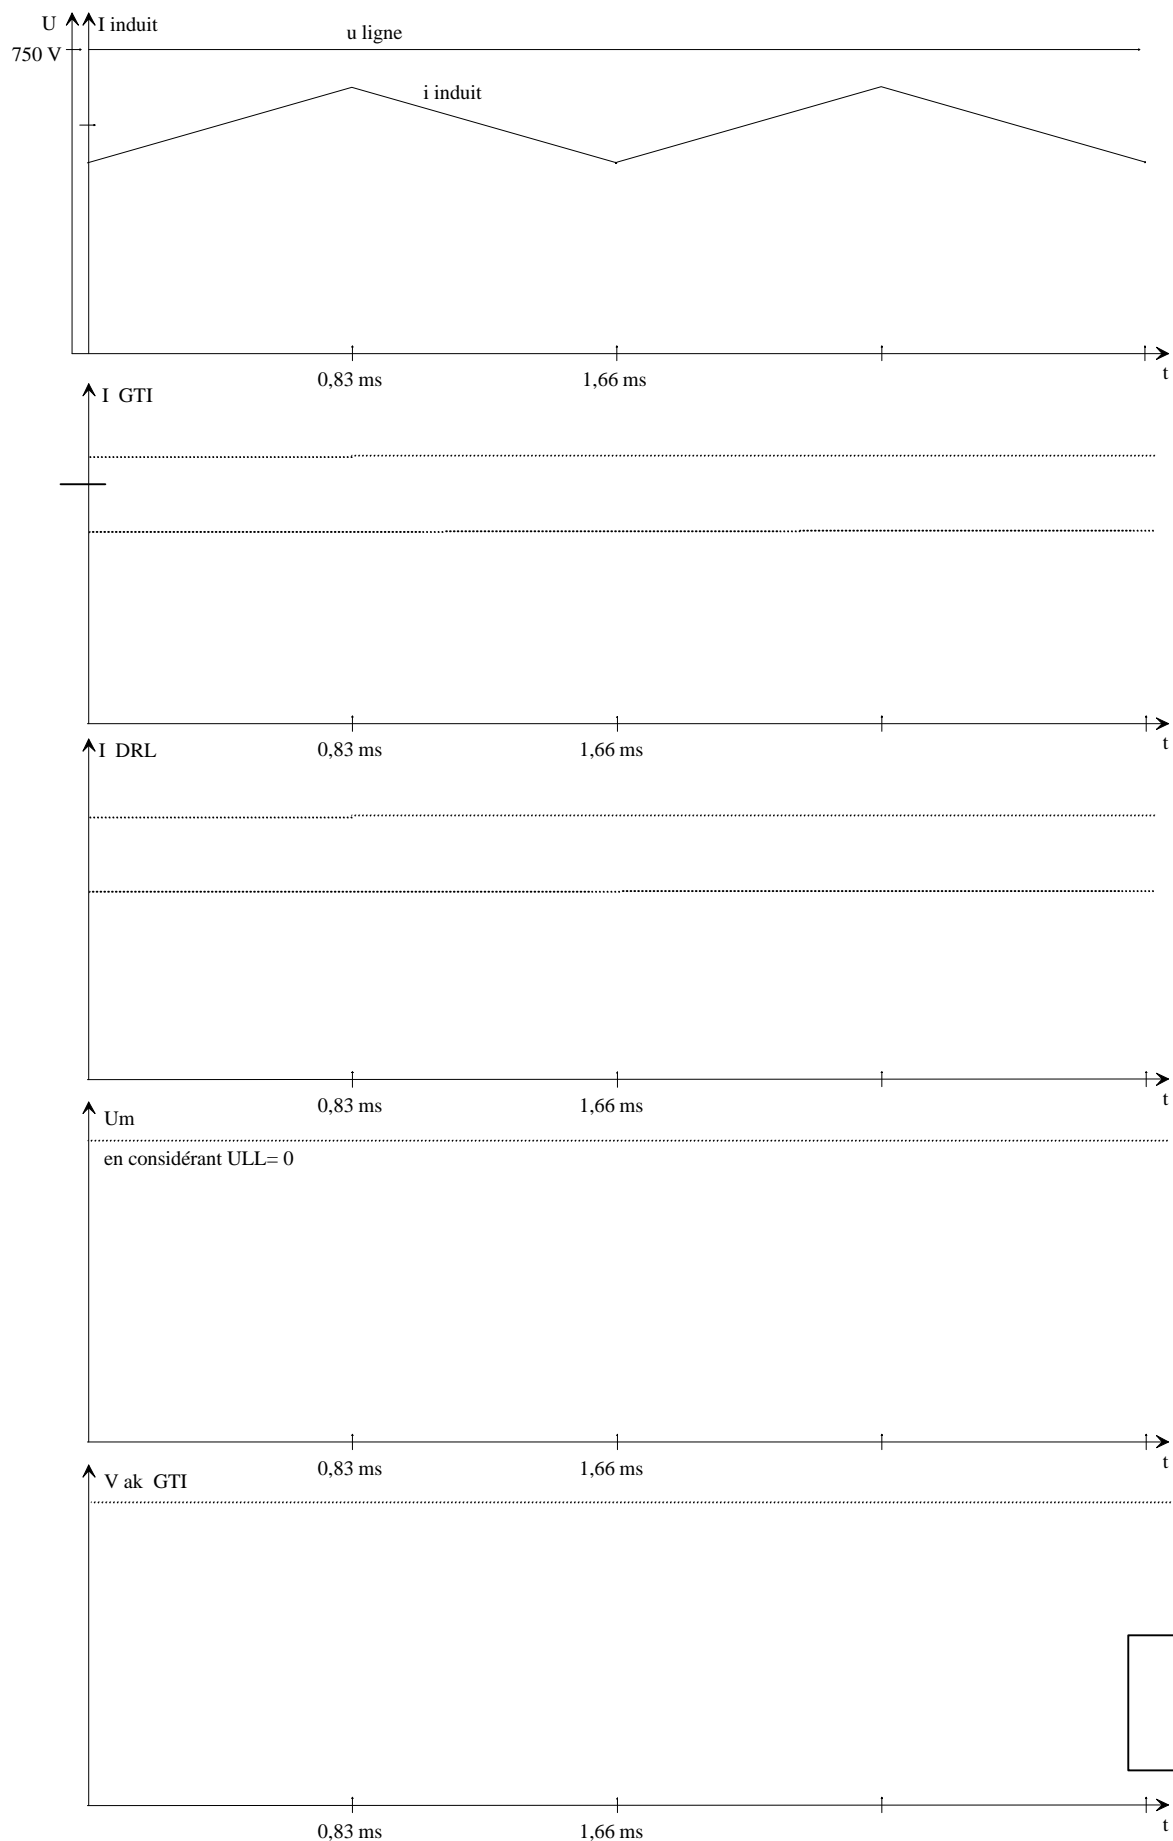 U I induit
u ligne
750 V
i induit
0,83 ms 1,66 ms t
I GTI
0,83 ms 1,66 ms t
I DRL
0,83 ms 1,66 ms t
Um
en considérant ULL= 0
0,83 ms 1,66 ms t
V ak GTI
0,83 ms 1,66 ms t